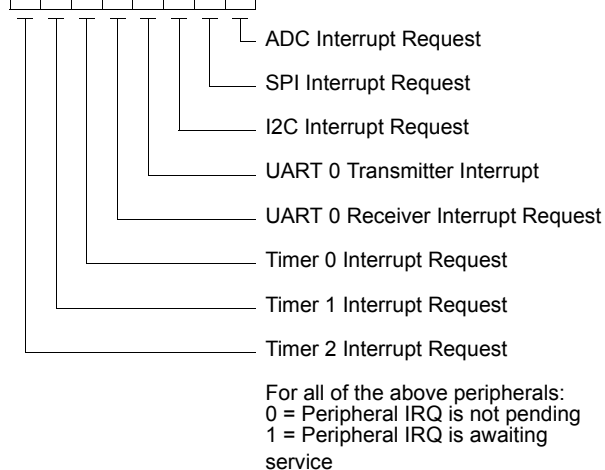 ADC Interrupt Request
SPI Interrupt Request
I2C Interrupt Request
UART 0 Transmitter Interrupt
UART 0 Receiver Interrupt Request
Timer 0 Interrupt Request
Timer 1 Interrupt Request
Timer 2 Interrupt Request
For all of the above peripherals:
0 = Peripheral IRQ is not pending
1 = Peripheral IRQ is awaiting
service